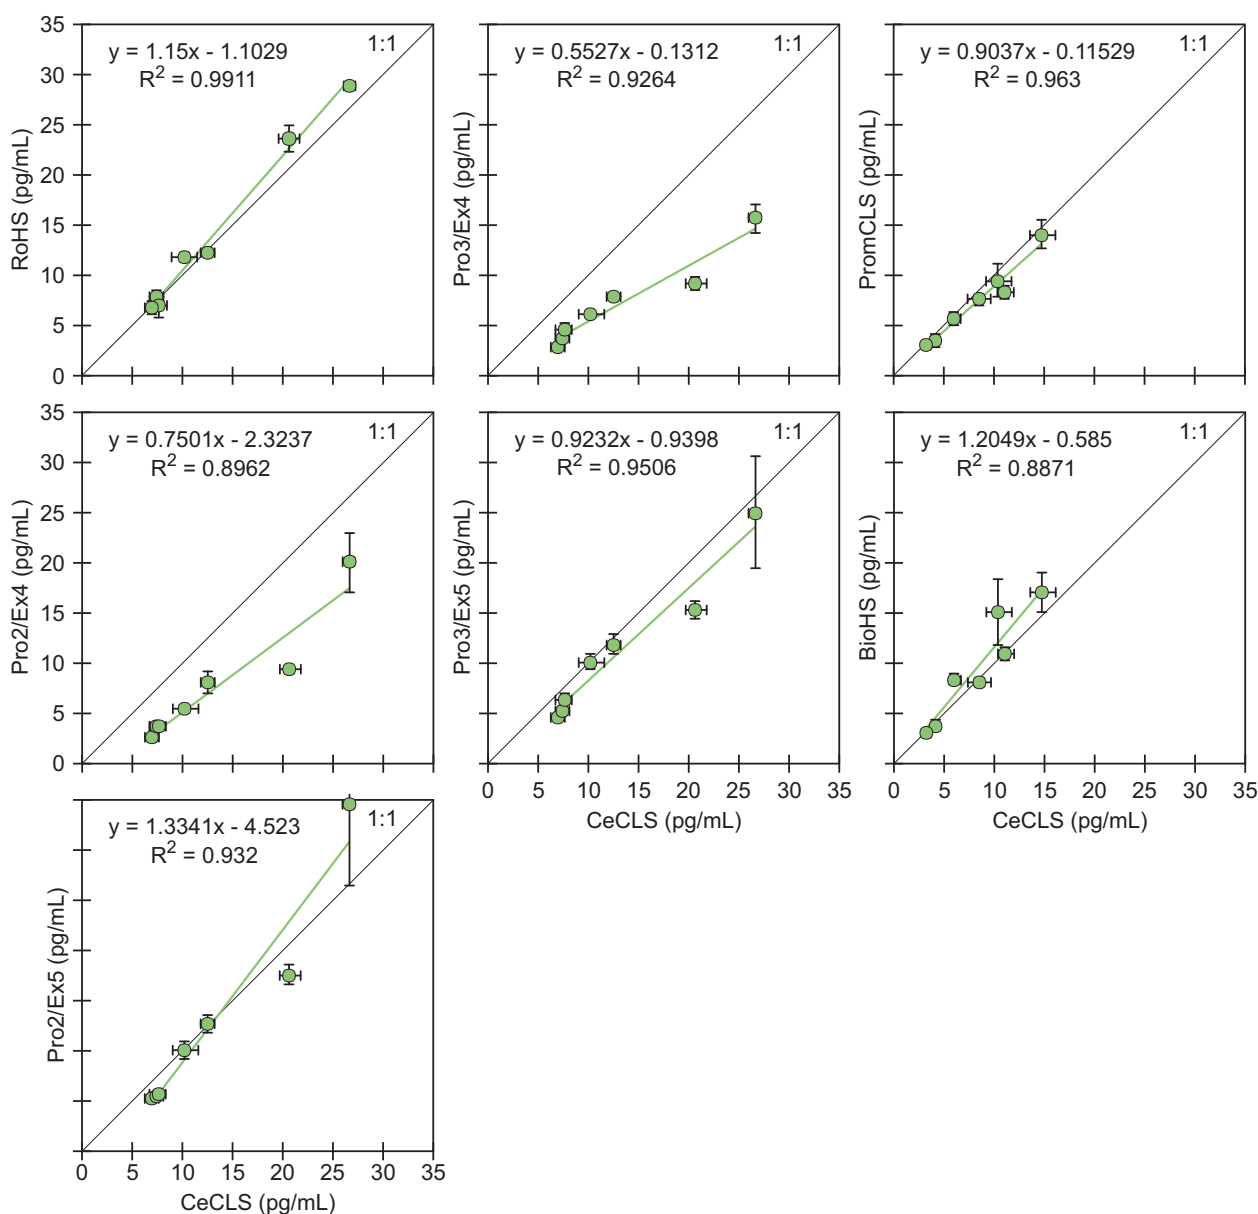 35
30
25
20
15
10
5
0
RoHS (pg/mL)
y = 1.15x - 1.1029
R² = 0.9911
1:1
Pro3/Ex4 (pg/mL)
y = 0.5527x - 0.1312
R² = 0.9264
1:1
PromCLS (pg/mL)
y = 0.9037x - 0.11529
R² = 0.963
1:1
35
30
25
20
15
10
5
0
Pro2/Ex4 (pg/mL)
y = 0.7501x - 2.3237
R² = 0.8962
1:1
Pro3/Ex5 (pg/mL)
y = 0.9232x - 0.9398
R² = 0.9506
1:1
0 5 10 15 20 25 30 35
CeCLS (pg/mL)
BioHS (pg/mL)
y = 1.2049x - 0.585
R² = 0.8871
1:1
0 5 10 15 20 25 30 35
CeCLS (pg/mL)
Pro2/Ex5 (pg/mL)
y = 1.3341x - 4.523
R² = 0.932
1:1
0 5 10 15 20 25 30 35
CeCLS (pg/mL)